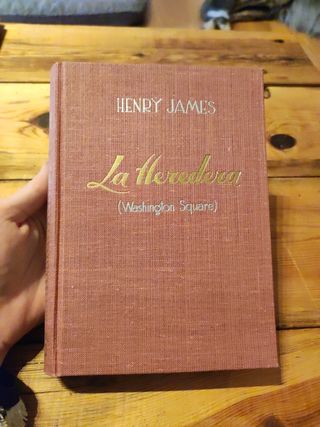 HENRY JAMES
La Heredera
(Washington Square)